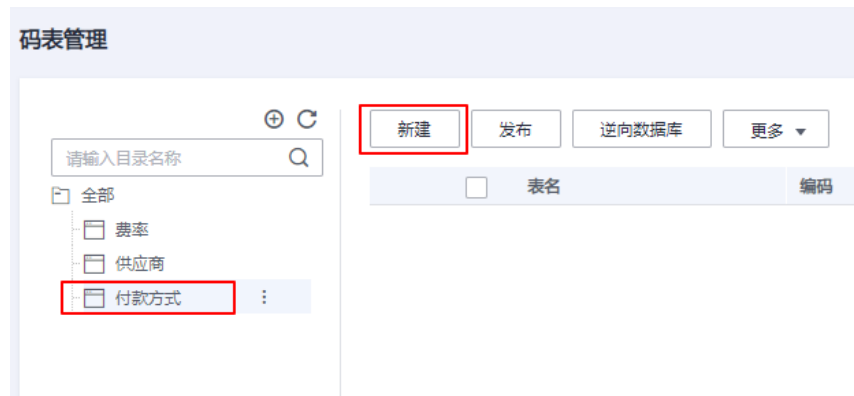 码表管理
新建 发布 逆向数据库 更多
请输入目录名称
表名 编码
全部
费率
供应商
付款方式